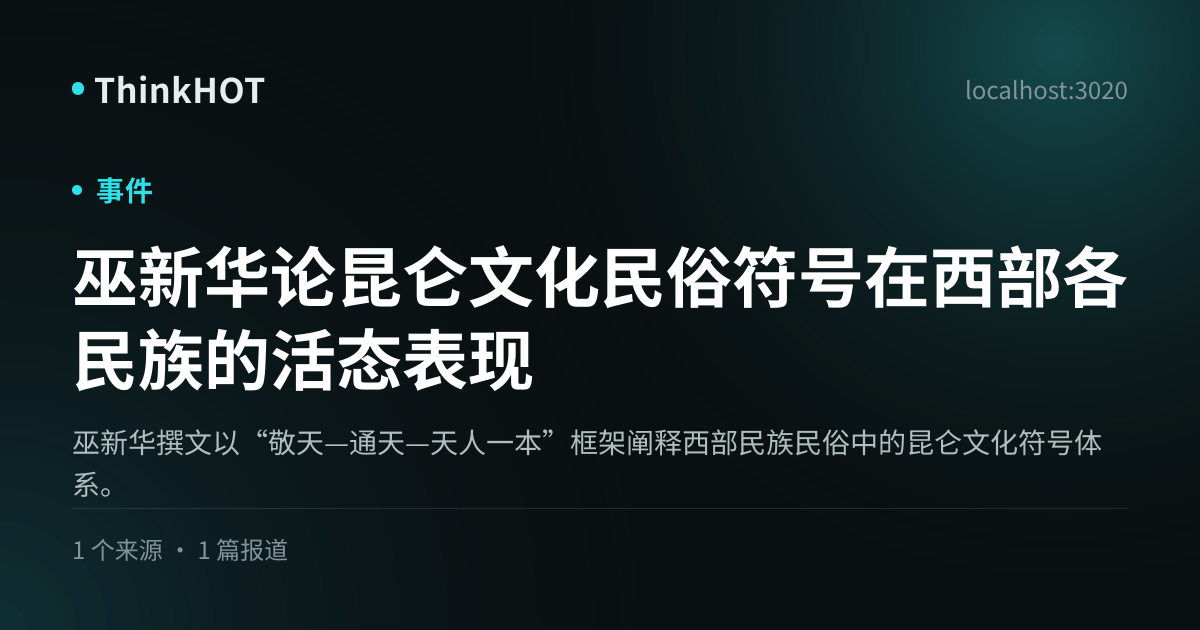 ThinkHOT
localhost:3020
事件
巫新华论昆仑文化民俗符号在西部各
民族的活态表现
巫新华撰文以“敬天—通天—天人一本”框架阐释西部民族民俗中的昆仑文化符号体
系。
1 个来源 · 1 篇报道